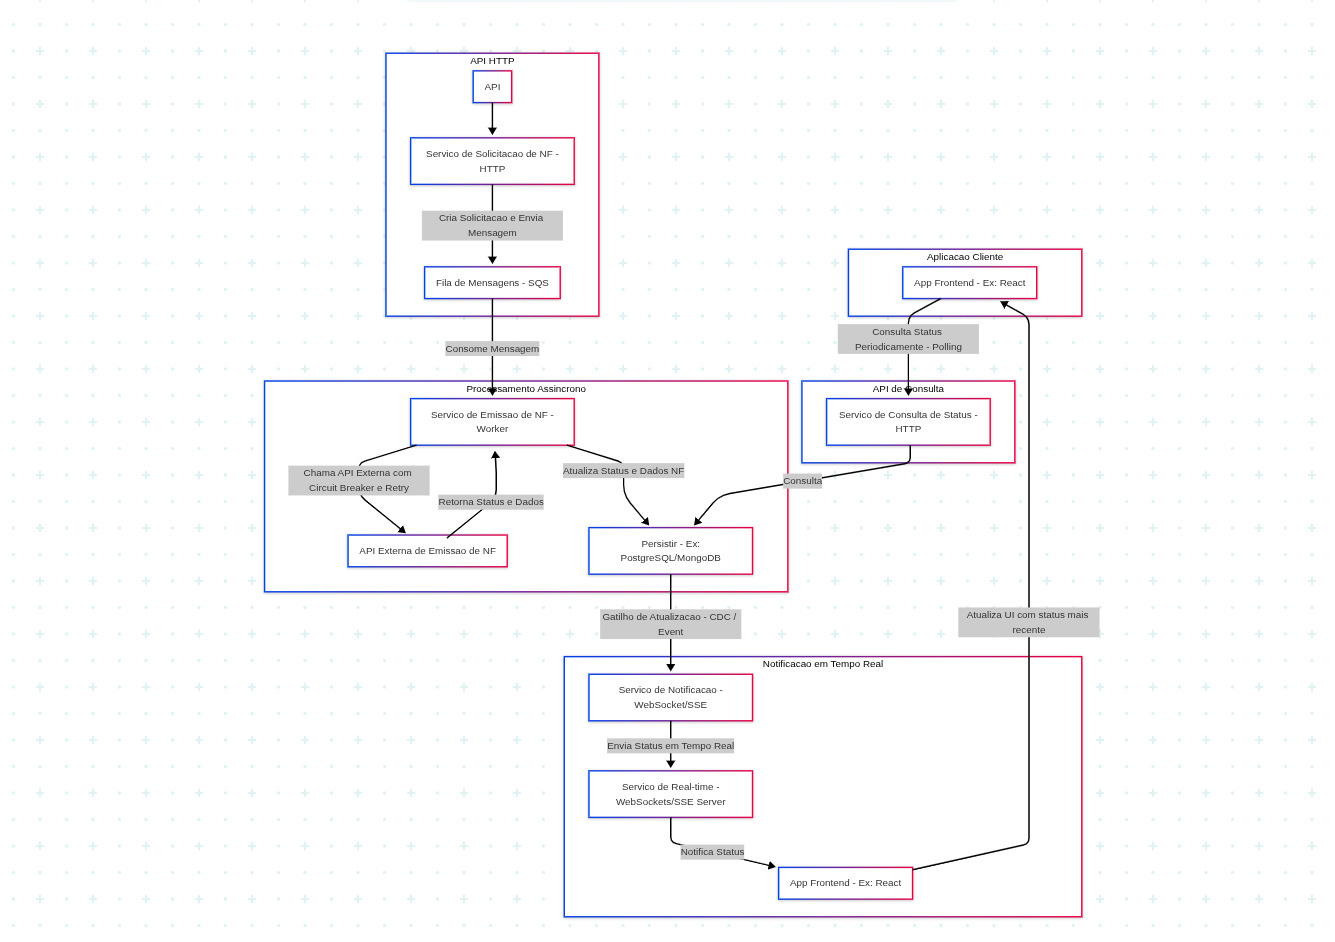 API HTTP
API
Servico de Solicitacao de NF -
HTTP
Cria Solicitacao e Envia
Mensagem
Fila de Mensagens - SQS
Consome Mensagem
Aplicacao Cliente
App Frontend - Ex: React
Consulta Status
Periodicamente - Polling
Processamento Assincrono
Servico de Emissao de NF -
Worker
API de Consulta
Servico de Consulta de Status -
HTTP
Chama API Externa com
Circuit Breaker e Retry
Retorna Status e Dados
Atualiza Status e Dados NF
Consulta
API Externa de Emissao de NF
Persistir - Ex:
PostgreSQL/MongoDB
Gatilho de Atualizacao - CDC /
Event
Atualiza UI com status mais
recente
Notificacao em Tempo Real
Servico de Notificacao -
WebSocket/SSE
Envia Status em Tempo Real
Servico de Real-time -
WebSockets/SSE Server
Notifica Status
App Frontend - Ex: React